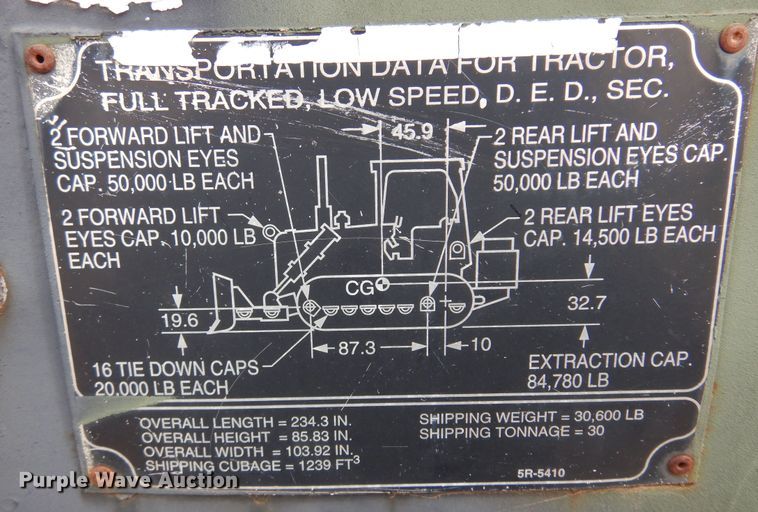 TRANSPORTATION DATA FOR TRACTOR,
FULL TRACKED, LOW SPEED, D. E. D., SEC.
2 FORWARD LIFT AND
SUSPENSION EYES
CAP. 50,000 LB EACH
45.9
2 REAR LIFT AND
SUSPENSION EYES CAP.
50,000 LB EACH
2 FORWARD LIFT
EYES CAP. 10,000 LB
EACH
2 REAR LIFT EYES
CAP. 14,500 LB EACH
CG
19.6
32.7
87.3
10
16 TIE DOWN CAPS
20,000 LB EACH
EXTRACTION CAP.
84,780 LB
OVERALL LENGTH = 234.3 IN.
OVERALL HEIGHT = 85.83 IN.
OVERALL WIDTH = 103.92 IN.
SHIPPING CUBAGE = 1239 FT³
SHIPPING WEIGHT = 30,600 LB
SHIPPING TONNAGE = 30
5R-5410
Purple Wave Auction